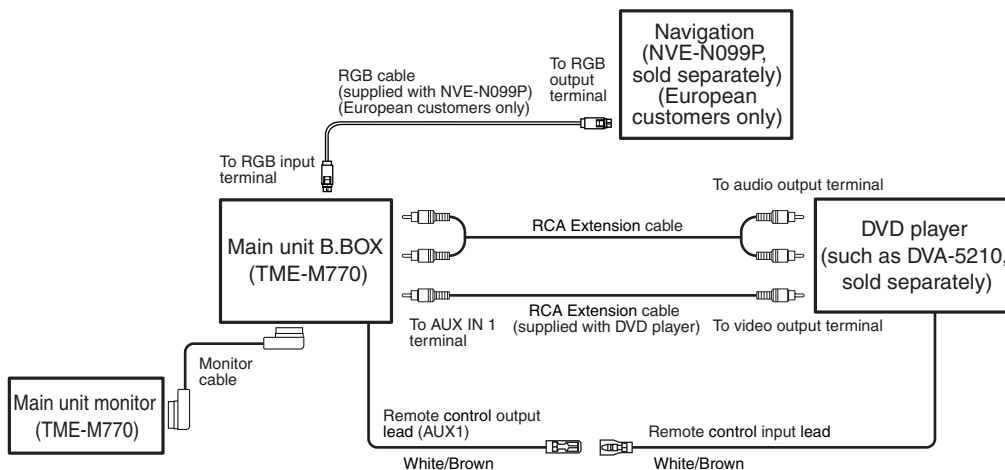 Navigation
(NVE-N099P,
sold separately)
(European
customers only)
To RGB
output
terminal
RGB cable
(supplied with NVE-N099P)
(European customers only)
To RGB input
terminal
To audio output terminal
Main unit B.BOX
(TME-M770)
RCA Extension cable
DVD player
(such as DVA-5210,
sold separately)
To AUX IN 1
terminal
RCA Extension cable
(supplied with DVD player)
To video output terminal
Monitor
cable
Main unit monitor
(TME-M770)
Remote control output
lead (AUX1)
White/Brown
Remote control input lead
White/Brown